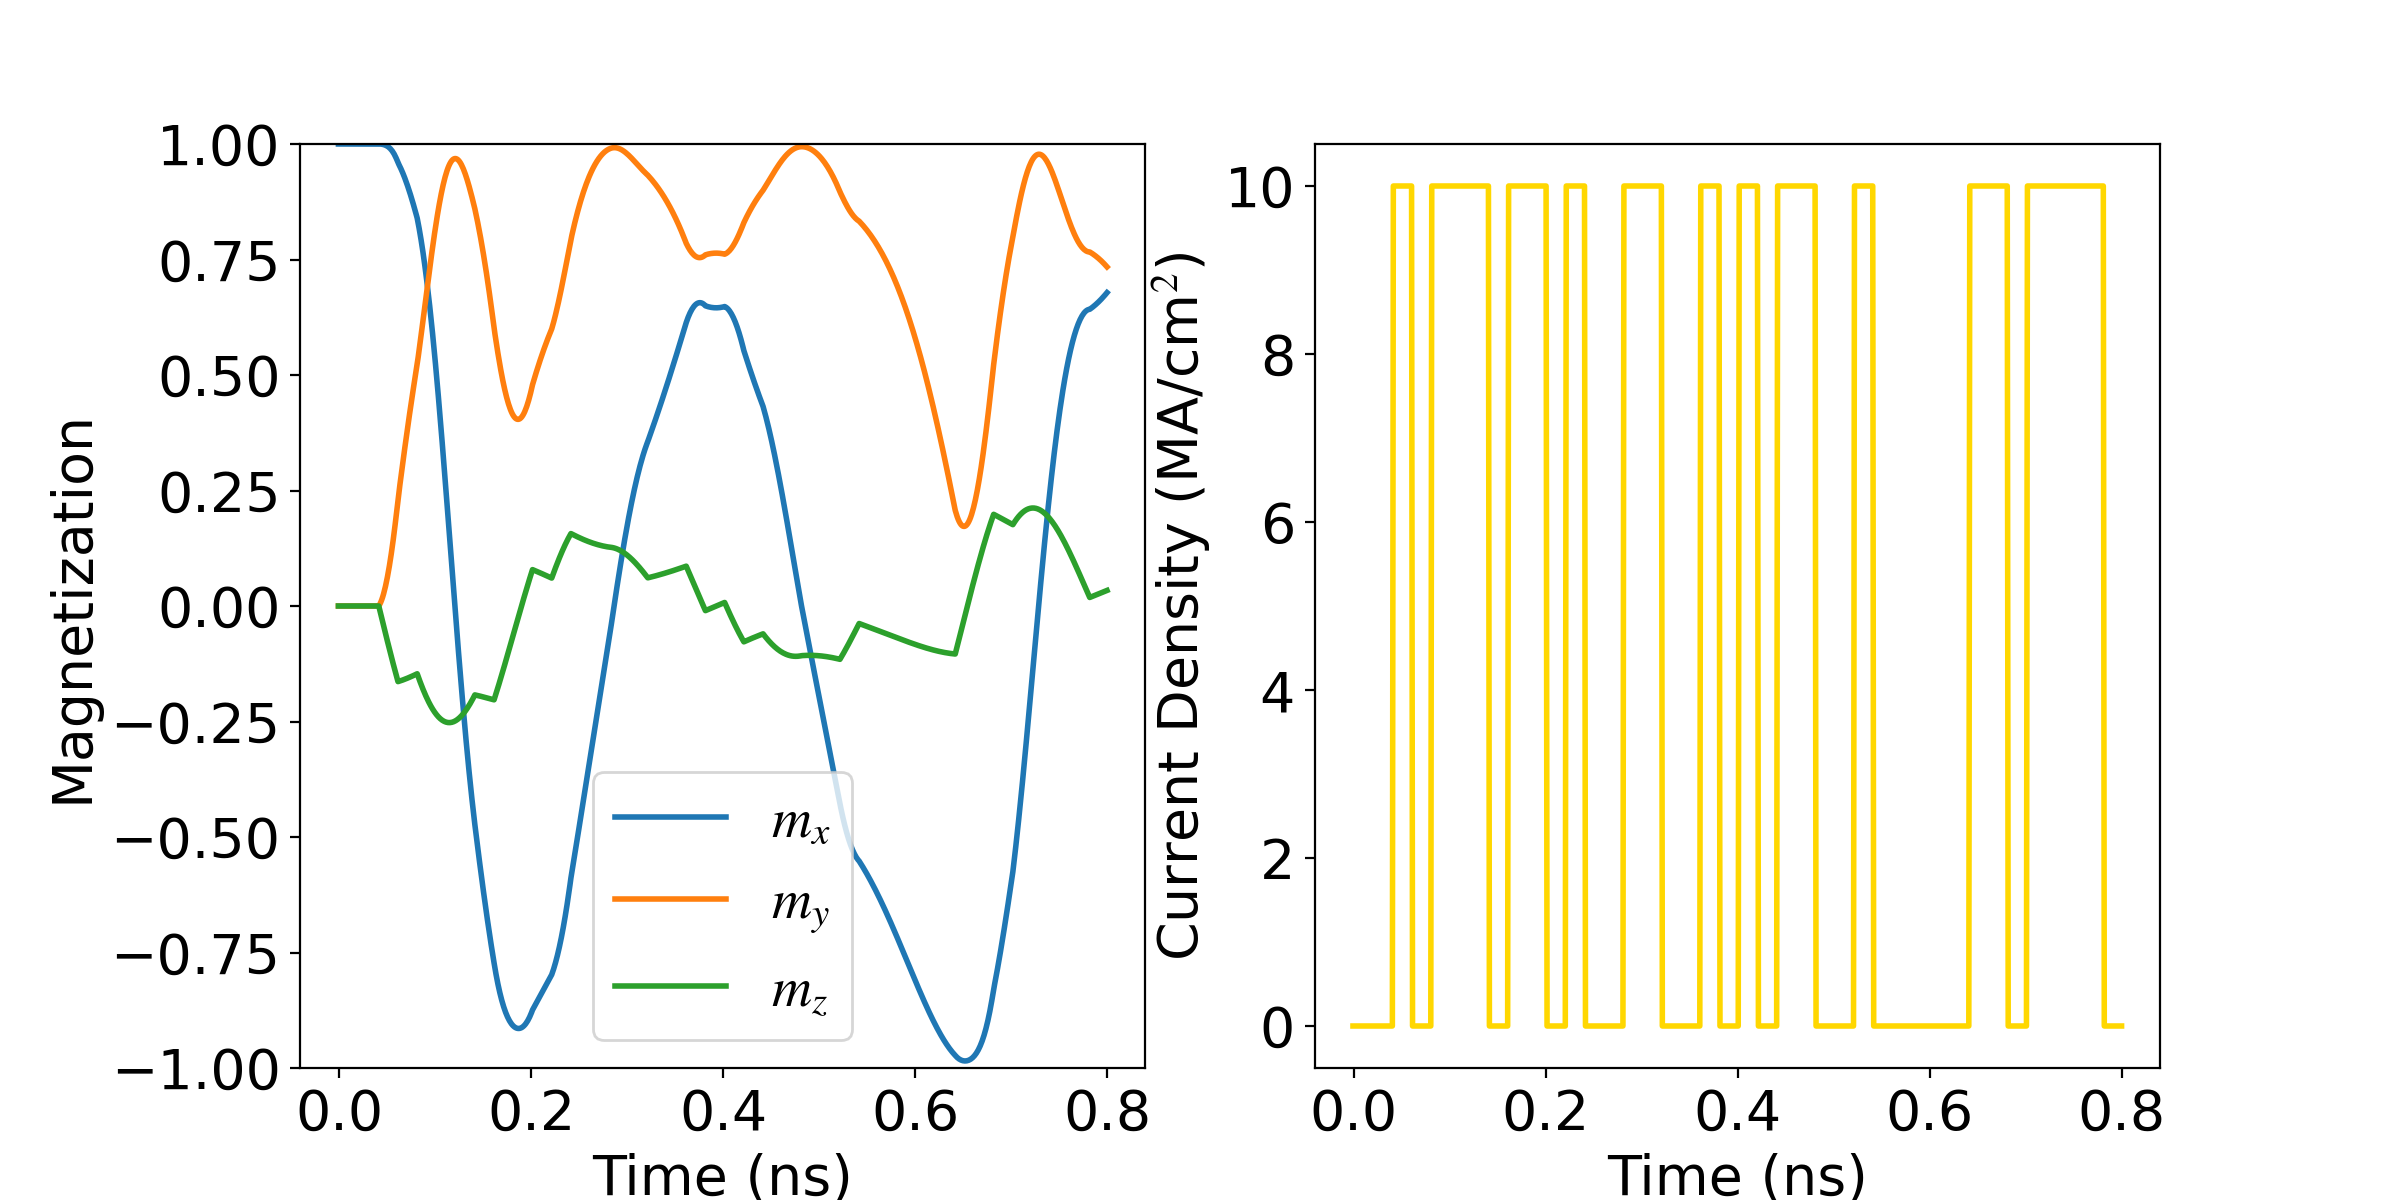 Magnetization
1.00
0.75
0.50
0.25
0.00
−0.25
−0.50
−0.75
−1.00
0.0 0.2 0.4 0.6 0.8
Time (ns)
m_x
m_y
m_z
Current Density (MA/cm²)
10
8
6
4
2
0
0.0 0.2 0.4 0.6 0.8
Time (ns)